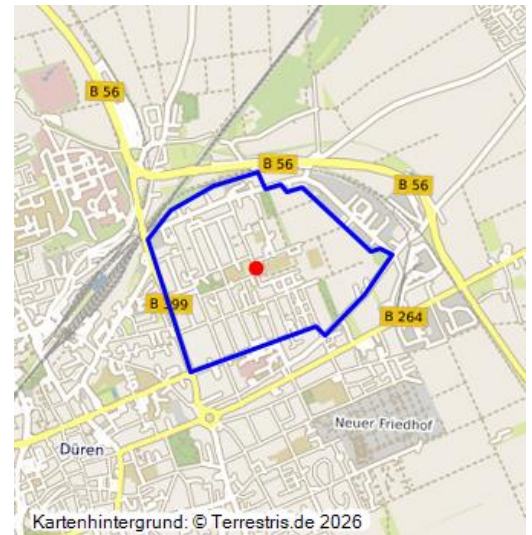 B 56
B 56
B 56
B 399
B 264
Neuer Friedhof
Düren
Kartenhintergrund: © Terrestris.de 2026